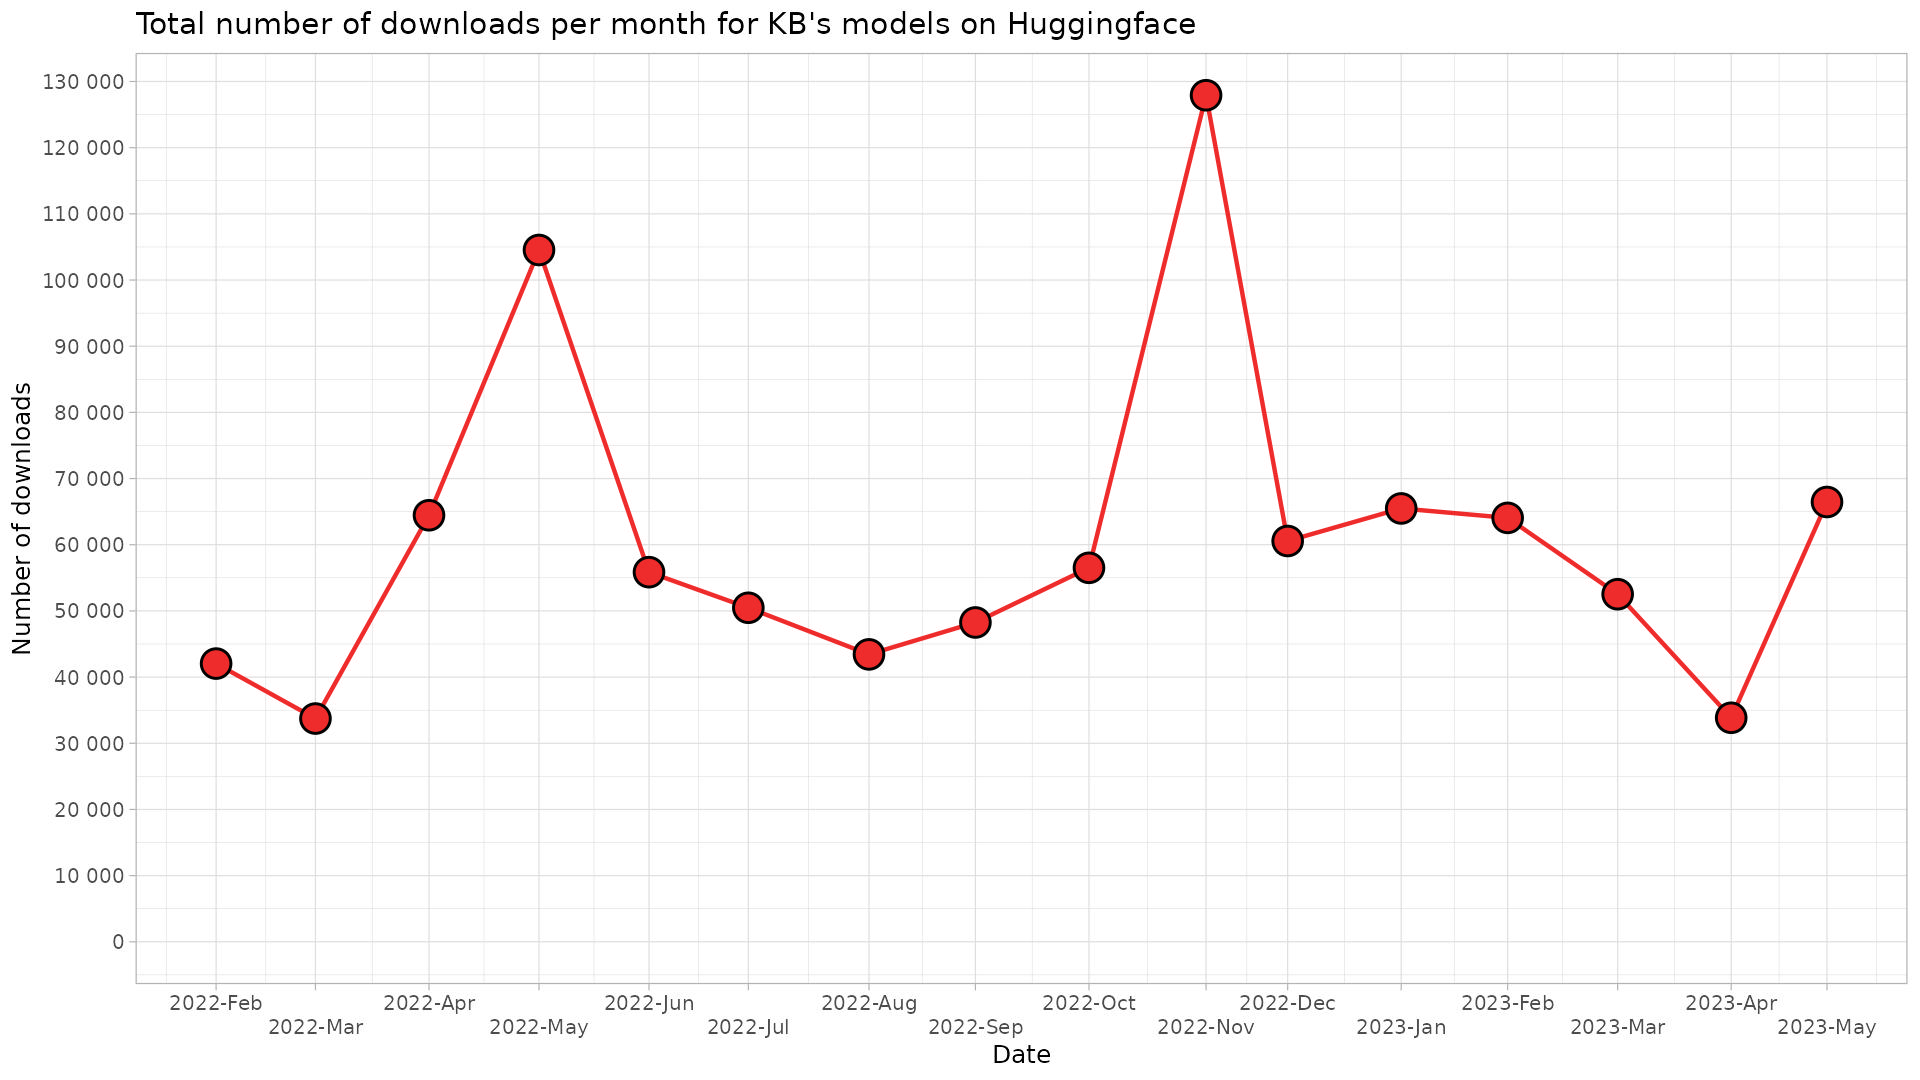 Total number of downloads per month for KB's models on Huggingface
Number of downloads
130 000
120 000
110 000
100 000
90 000
80 000
70 000
60 000
50 000
40 000
30 000
20 000
10 000
0
2022-Feb 2022-Apr 2022-Jun 2022-Aug 2022-Oct 2022-Dec 2023-Feb 2023-Apr
2022-Mar 2022-May 2022-Jul 2022-Sep 2022-Nov 2023-Jan 2023-Mar 2023-May
Date